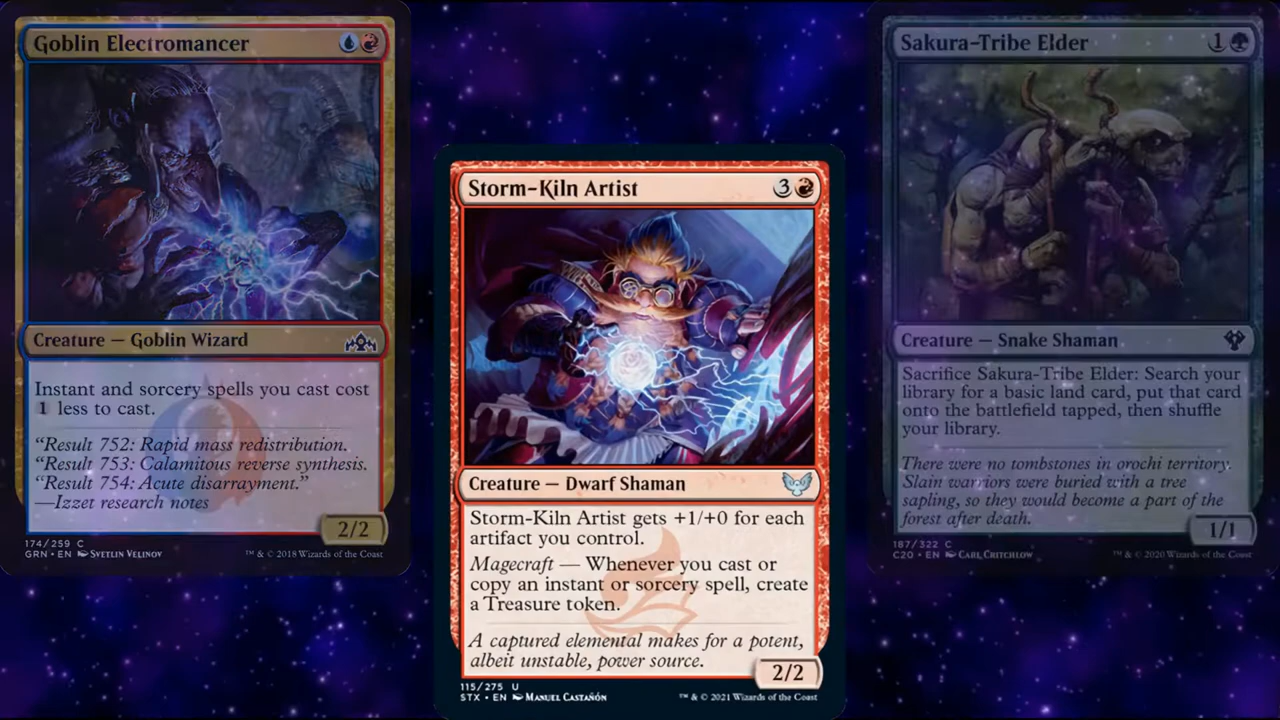 Goblin Electromancer
Creature — Goblin Wizard
Instant and sorcery spells you cast cost
1 less to cast.
“Result 752: Rapid mass redistribution.
“Result 753: Calamitous reverse synthesis.
“Result 754: Acute disarrayment.”
—Izzet research notes
2/2
174/259 C
GRN • EN Svetlin Velinov
™ & © 2018 Wizards of the Coast
Storm-Kiln Artist
3
Creature — Dwarf Shaman
Storm-Kiln Artist gets +1/+0 for each
artifact you control.
Magecraft — Whenever you cast or
copy an instant or sorcery spell, create
a Treasure token.
A captured elemental makes for a potent,
albeit unstable, power source.
2/2
115/275 U
STX • EN Manuel Castañón
™ & © 2021 Wizards of the Coast
Sakura-Tribe Elder
1
Creature — Snake Shaman
Sacrifice Sakura-Tribe Elder: Search your
library for a basic land card, put that card
onto the battlefield tapped, then shuffle
your library.
There were no tombstones in orochi territory.
Slain warriors were buried with a tree
sapling, so they would become a part of the
forest after death.
1/1
187/322 C
C20 • EN Carl Critchlow
™ & © 2020 Wizards of the Coast